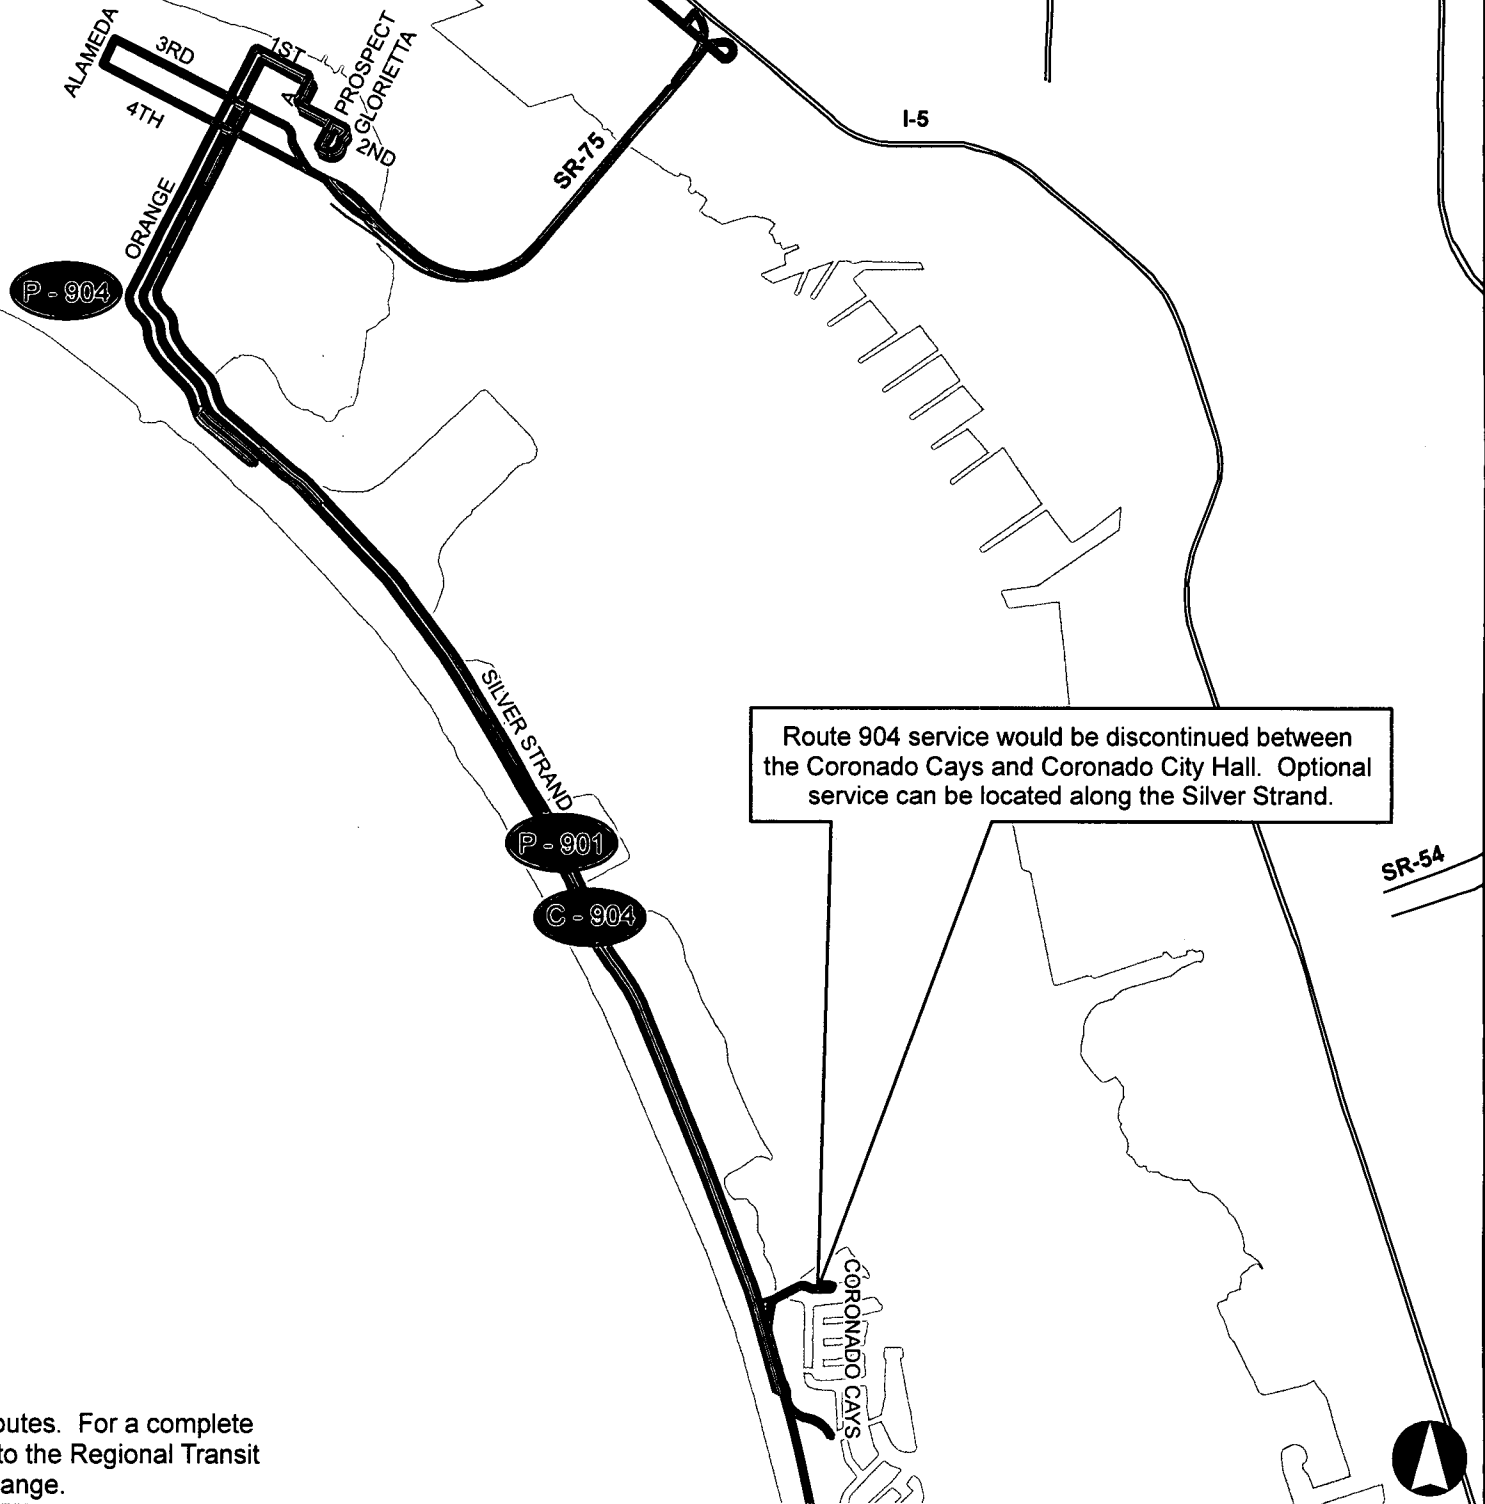 ALAMEDA
3RD
1ST
PROSPECT
GLORIETTA
A
4TH
2ND
I-5
SR-75
ORANGE
P - 904
SILVER STRAND
Route 904 service would be discontinued between
the Coronado Cays and Coronado City Hall.  Optional
service can be located along the Silver Strand.
P - 901
SR-54
C - 904
CORONADO CAYS
outes.  For a complete
to the Regional Transit
ange.